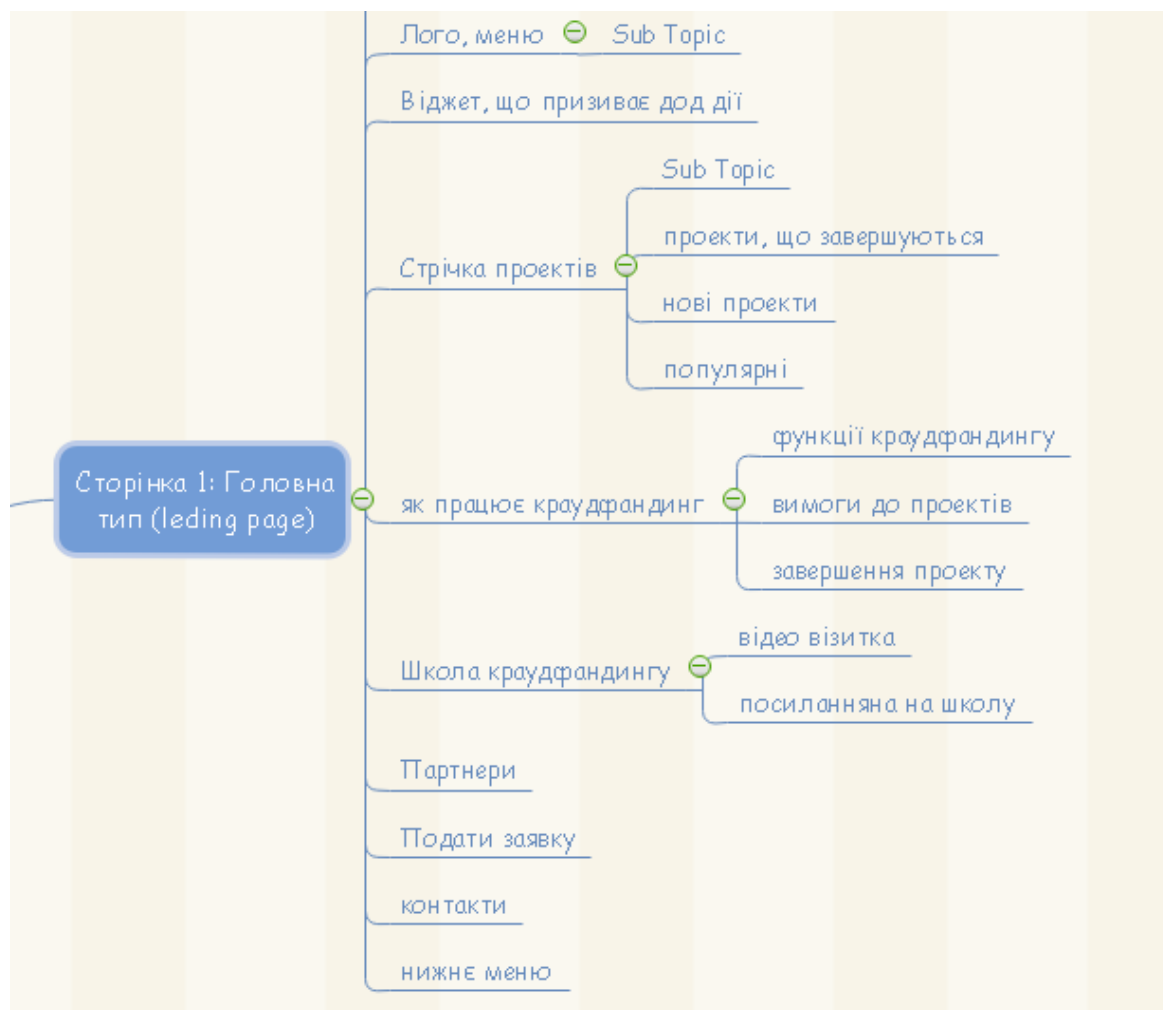 Лого, меню
Sub Topic
Віджет, що призиває дод дії
Стрічка проектів
Sub Topic
проекти, що завершуються
нові проекти
популярні
Сторінка 1: Головна
тип (leding page)
як працює краудфандинг
функції краудфандингу
вимоги до проектів
завершення проекту
Школа краудфандингу
відео візитка
посиланняна на школу
Партнери
Подати заявку
контакти
нижнє меню